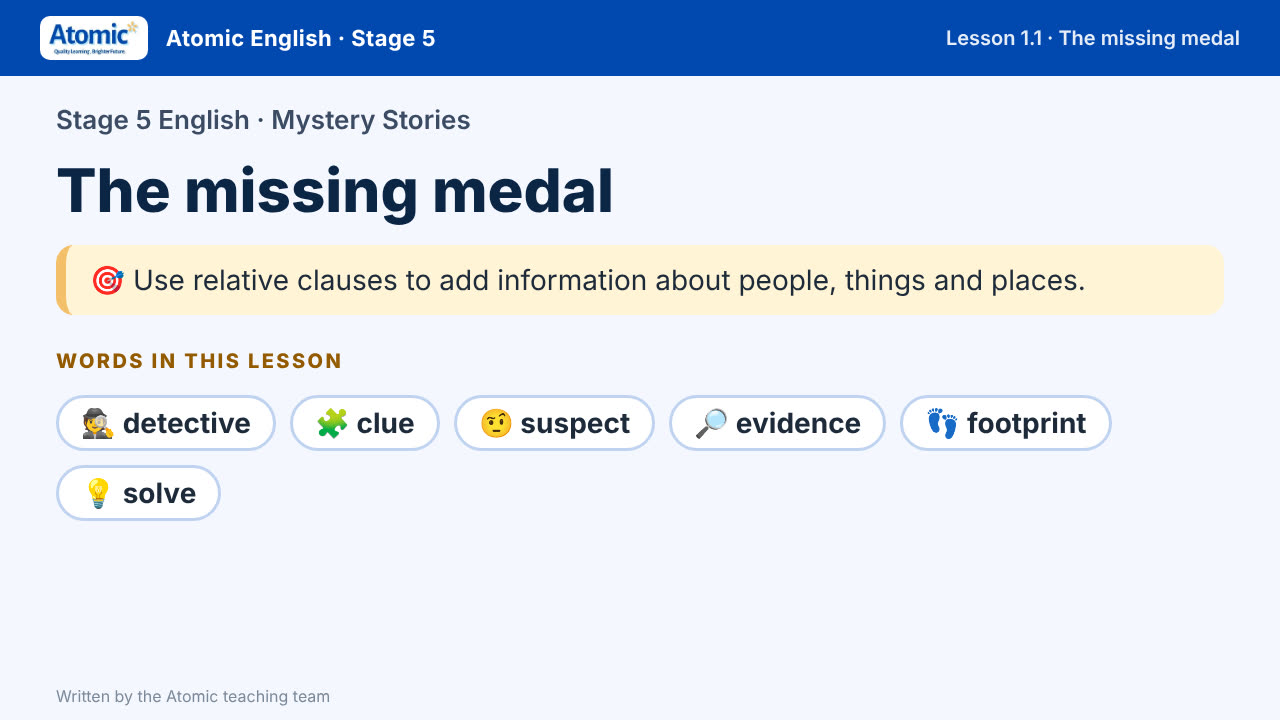 Atomic
Quality Learning. Brighter Future.
Atomic English · Stage 5
Lesson 1.1 · The missing medal
Stage 5 English · Mystery Stories
The missing medal
Use relative clauses to add information about people, things and places.
WORDS IN THIS LESSON
detective clue suspect evidence footprint
solve
Written by the Atomic teaching team